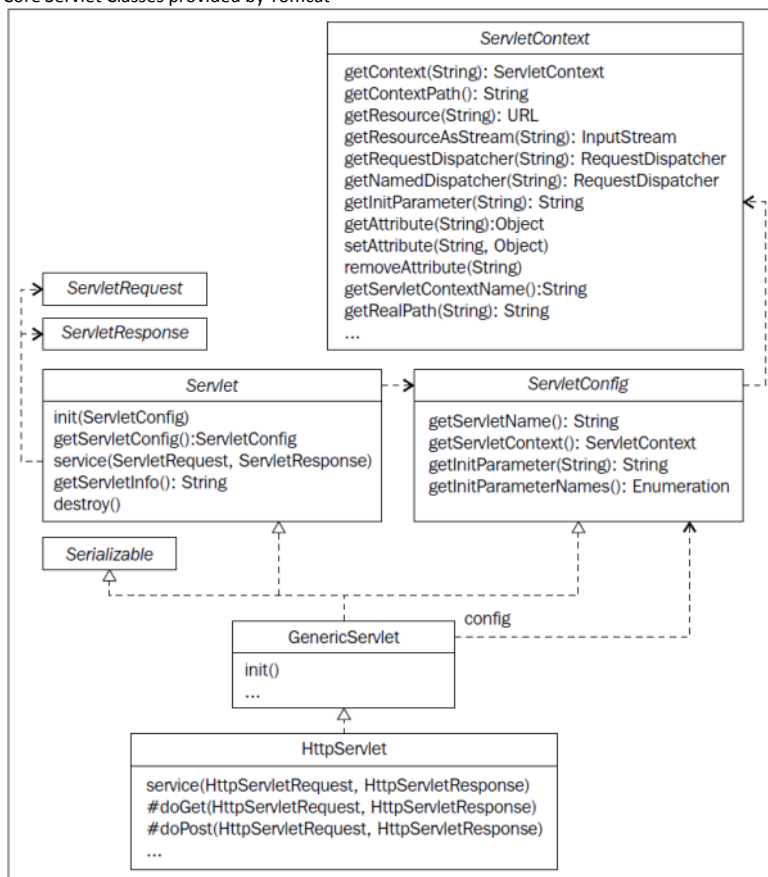 Core Servlet Classes provided by Tomcat
ServletContext
getContext(String): ServletContext
getContextPath(): String
getResource(String): URL
getResourceAsStream(String): InputStream
getRequestDispatcher(String): RequestDispatcher
getNamedDispatcher(String): RequestDispatcher
getInitParameter(String): String
getAttribute(String):Object
setAttribute(String, Object)
removeAttribute(String)
getServletContextName():String
getRealPath(String): String
...
ServletRequest
ServletResponse
Servlet
init(ServletConfig)
getServletConfig():ServletConfig
service(ServletRequest, ServletResponse)
getServletInfo(): String
destroy()
ServletConfig
getServletName(): String
getServletContext(): ServletContext
getInitParameter(String): String
getInitParameterNames(): Enumeration
Serializable
config
GenericServlet
init()
...
HttpServlet
service(HttpServletRequest, HttpServletResponse)
#doGet(HttpServletRequest, HttpServletResponse)
#doPost(HttpServletRequest, HttpServletResponse)
...